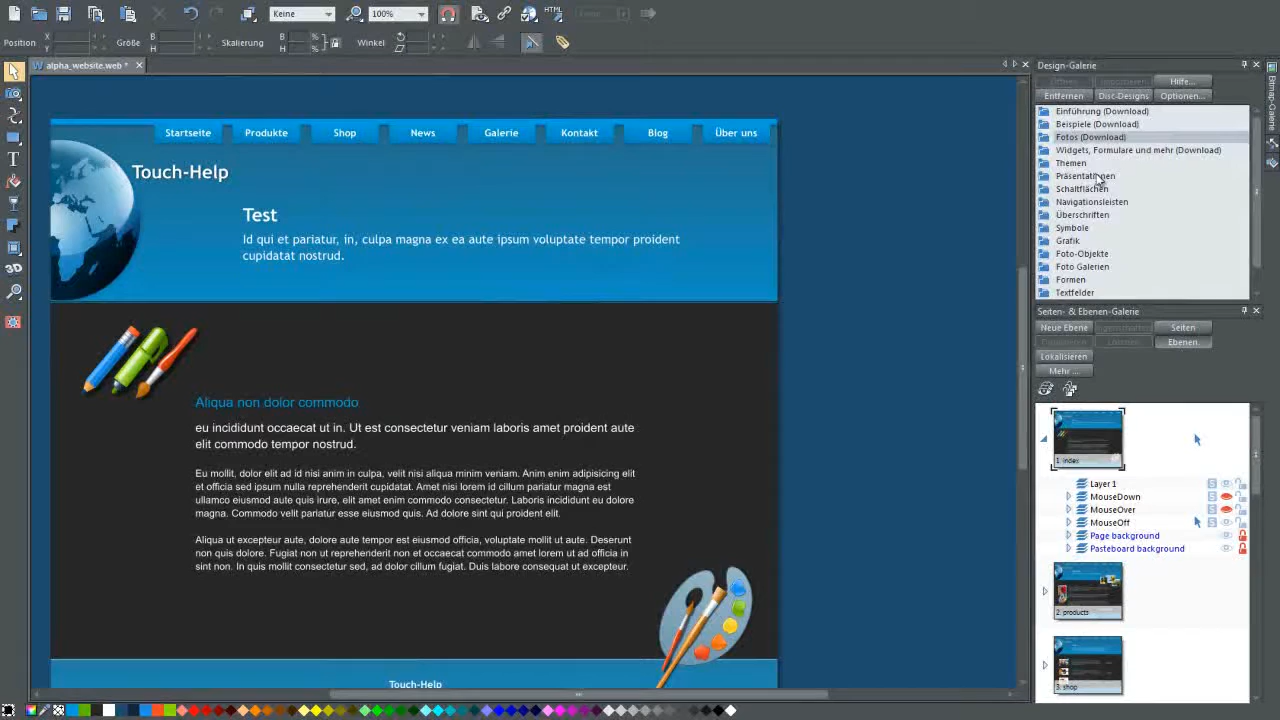 Keine
100%
Position
X
Y
Größe
B
H
Skalierung
B
H
%
%
Winkel
alpha_website.web *
Design-Galerie
Hilfe...
Entfernen
Disc-Designs
Optionen...
Einführung (Download)
Beispiele (Download)
Fotos (Download)
Widgets, Formulare und mehr (Download)
Themen
Präsentationen
Schaltflächen
Navigationsleisten
Überschriften
Symbole
Grafik
Foto-Objekte
Foto Galerien
Formen
Textfelder
Bitmap-Galerie
Startseite
Produkte
Shop
News
Galerie
Kontakt
Blog
Über uns
Touch-Help
Test
Id qui et pariatur, in, culpa magna ex ea aute ipsum voluptate tempor proident
cupidatat nostrud.
Aliqua non dolor commodo
eu incididunt occaecat ut in. Ut est consectetur veniam laboris amet proident aute
elit commodo tempor nostrud.
Eu mollit, dolor elit ad id nisi anim in culpa, velit nisi aliqua minim veniam. Anim enim adipisicing elit
et officia sed ipsum nulla reprehenderit cupidatat. Amet nisi lorem id cillum pariatur magna est
ullamco eiusmod aute quis irure, elit amet enim commodo consectetur. Laboris incididunt eu dolore
magna. Commodo velit pariatur esse eiusmod quis. Ad dolore sint qui proident elit.
Aliqua ut excepteur aute, dolore aute tempor est eiusmod officia, voluptate mollit ut aute. Deserunt
non quis dolore. Fugiat non ut reprehenderit non et occaecat commodo amet lorem ut ad officia in
sint non. In quis mollit consectetur sed, ad dolor cillum fugiat. Duis labore consequat ut excepteur.
Touch-Help
Seiten- & Ebenen-Galerie
Neue Ebene
Seiten
Ebenen.
Lokalisieren
Mehr ...
1. index
Layer 1
MouseDown
MouseOver
MouseOff
Page background
Pasteboard background
2. products
3. shop